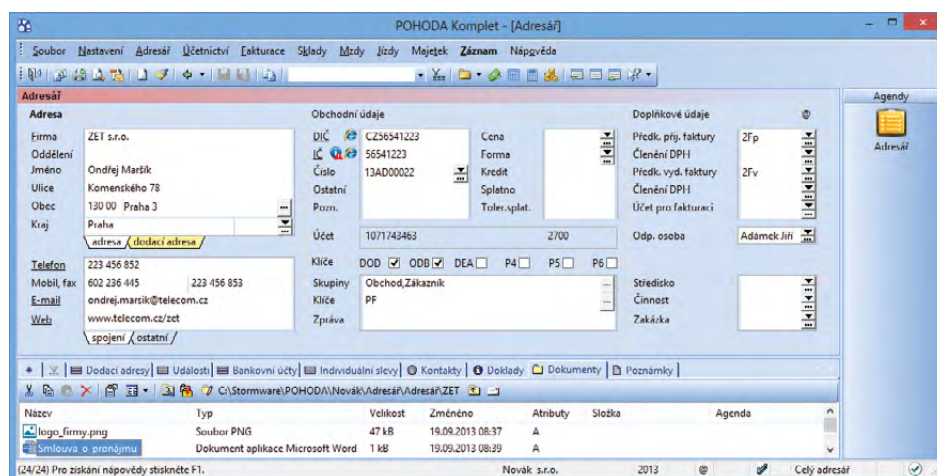 POHODA Komplet - [Adresář]
Soubor Nastavení Adresář Účetnictví Fakturace Sklady Mzdy Jízdy Majetek Záznam Nápověda
Adresář Agendy
Adresa Obchodní údaje Doplňkové údaje @
Adresář
Firma ZET s.r.o. DIČ CZ56541223 Cena Předk. přij. faktury 2Fp
Oddělení IČ 56541223 Forma Členění DPH
Jméno Ondřej Maršík Číslo 13AD00022 Kredit Předk. vyd. faktury 2Fv
Ulice Komenského 78 Ostatní Splatno Členění DPH
Obec 130 00 Praha 3 Pozn. Toler.splat. Účet pro fakturaci
Kraj Praha Účet 1071743463 2700 Odp. osoba Adámek Jiří
adresa dodací adresa
Telefon 223 456 852 Klíče DOD ODB DEA P4 P5 P6
Mobil, fax 602 236 445 223 456 853 Skupiny Obchod,Zákazník Středisko
E-mail ondrej.marsik@telecom.cz Klíče PF Činnost
Web www.telecom.cz/zet Zpráva Zakázka
spojení ostatní
Dodací adresy Události Bankovní účty Individuální slevy Kontakty Doklady Dokumenty Poznámky
C:\Stormware\POHODA\Novák\Adresář\Adresář\ZET
Název Typ Velikost Změněno Atributy Složka Agenda
logo_firmy.png Soubor PNG 47 kB 19.09.2013 08:37 A
Smlouva o pronájmu Dokument aplikace Microsoft Word 1 kB 19.09.2013 08:39 A
(24/24) Pro získání nápovědy stiskněte F1. Novák s.r.o. 2013 @ Celý adresář